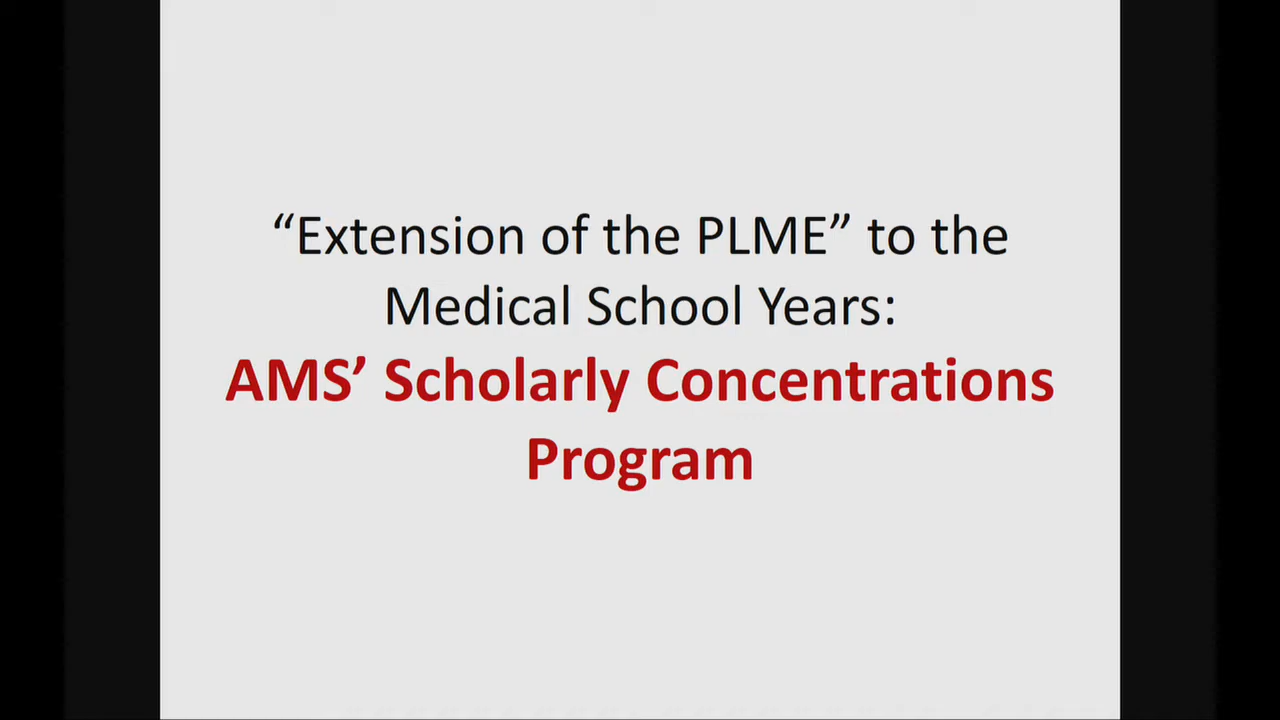 “Extension of the PLME” to the
Medical School Years:
AMS’ Scholarly Concentrations
Program